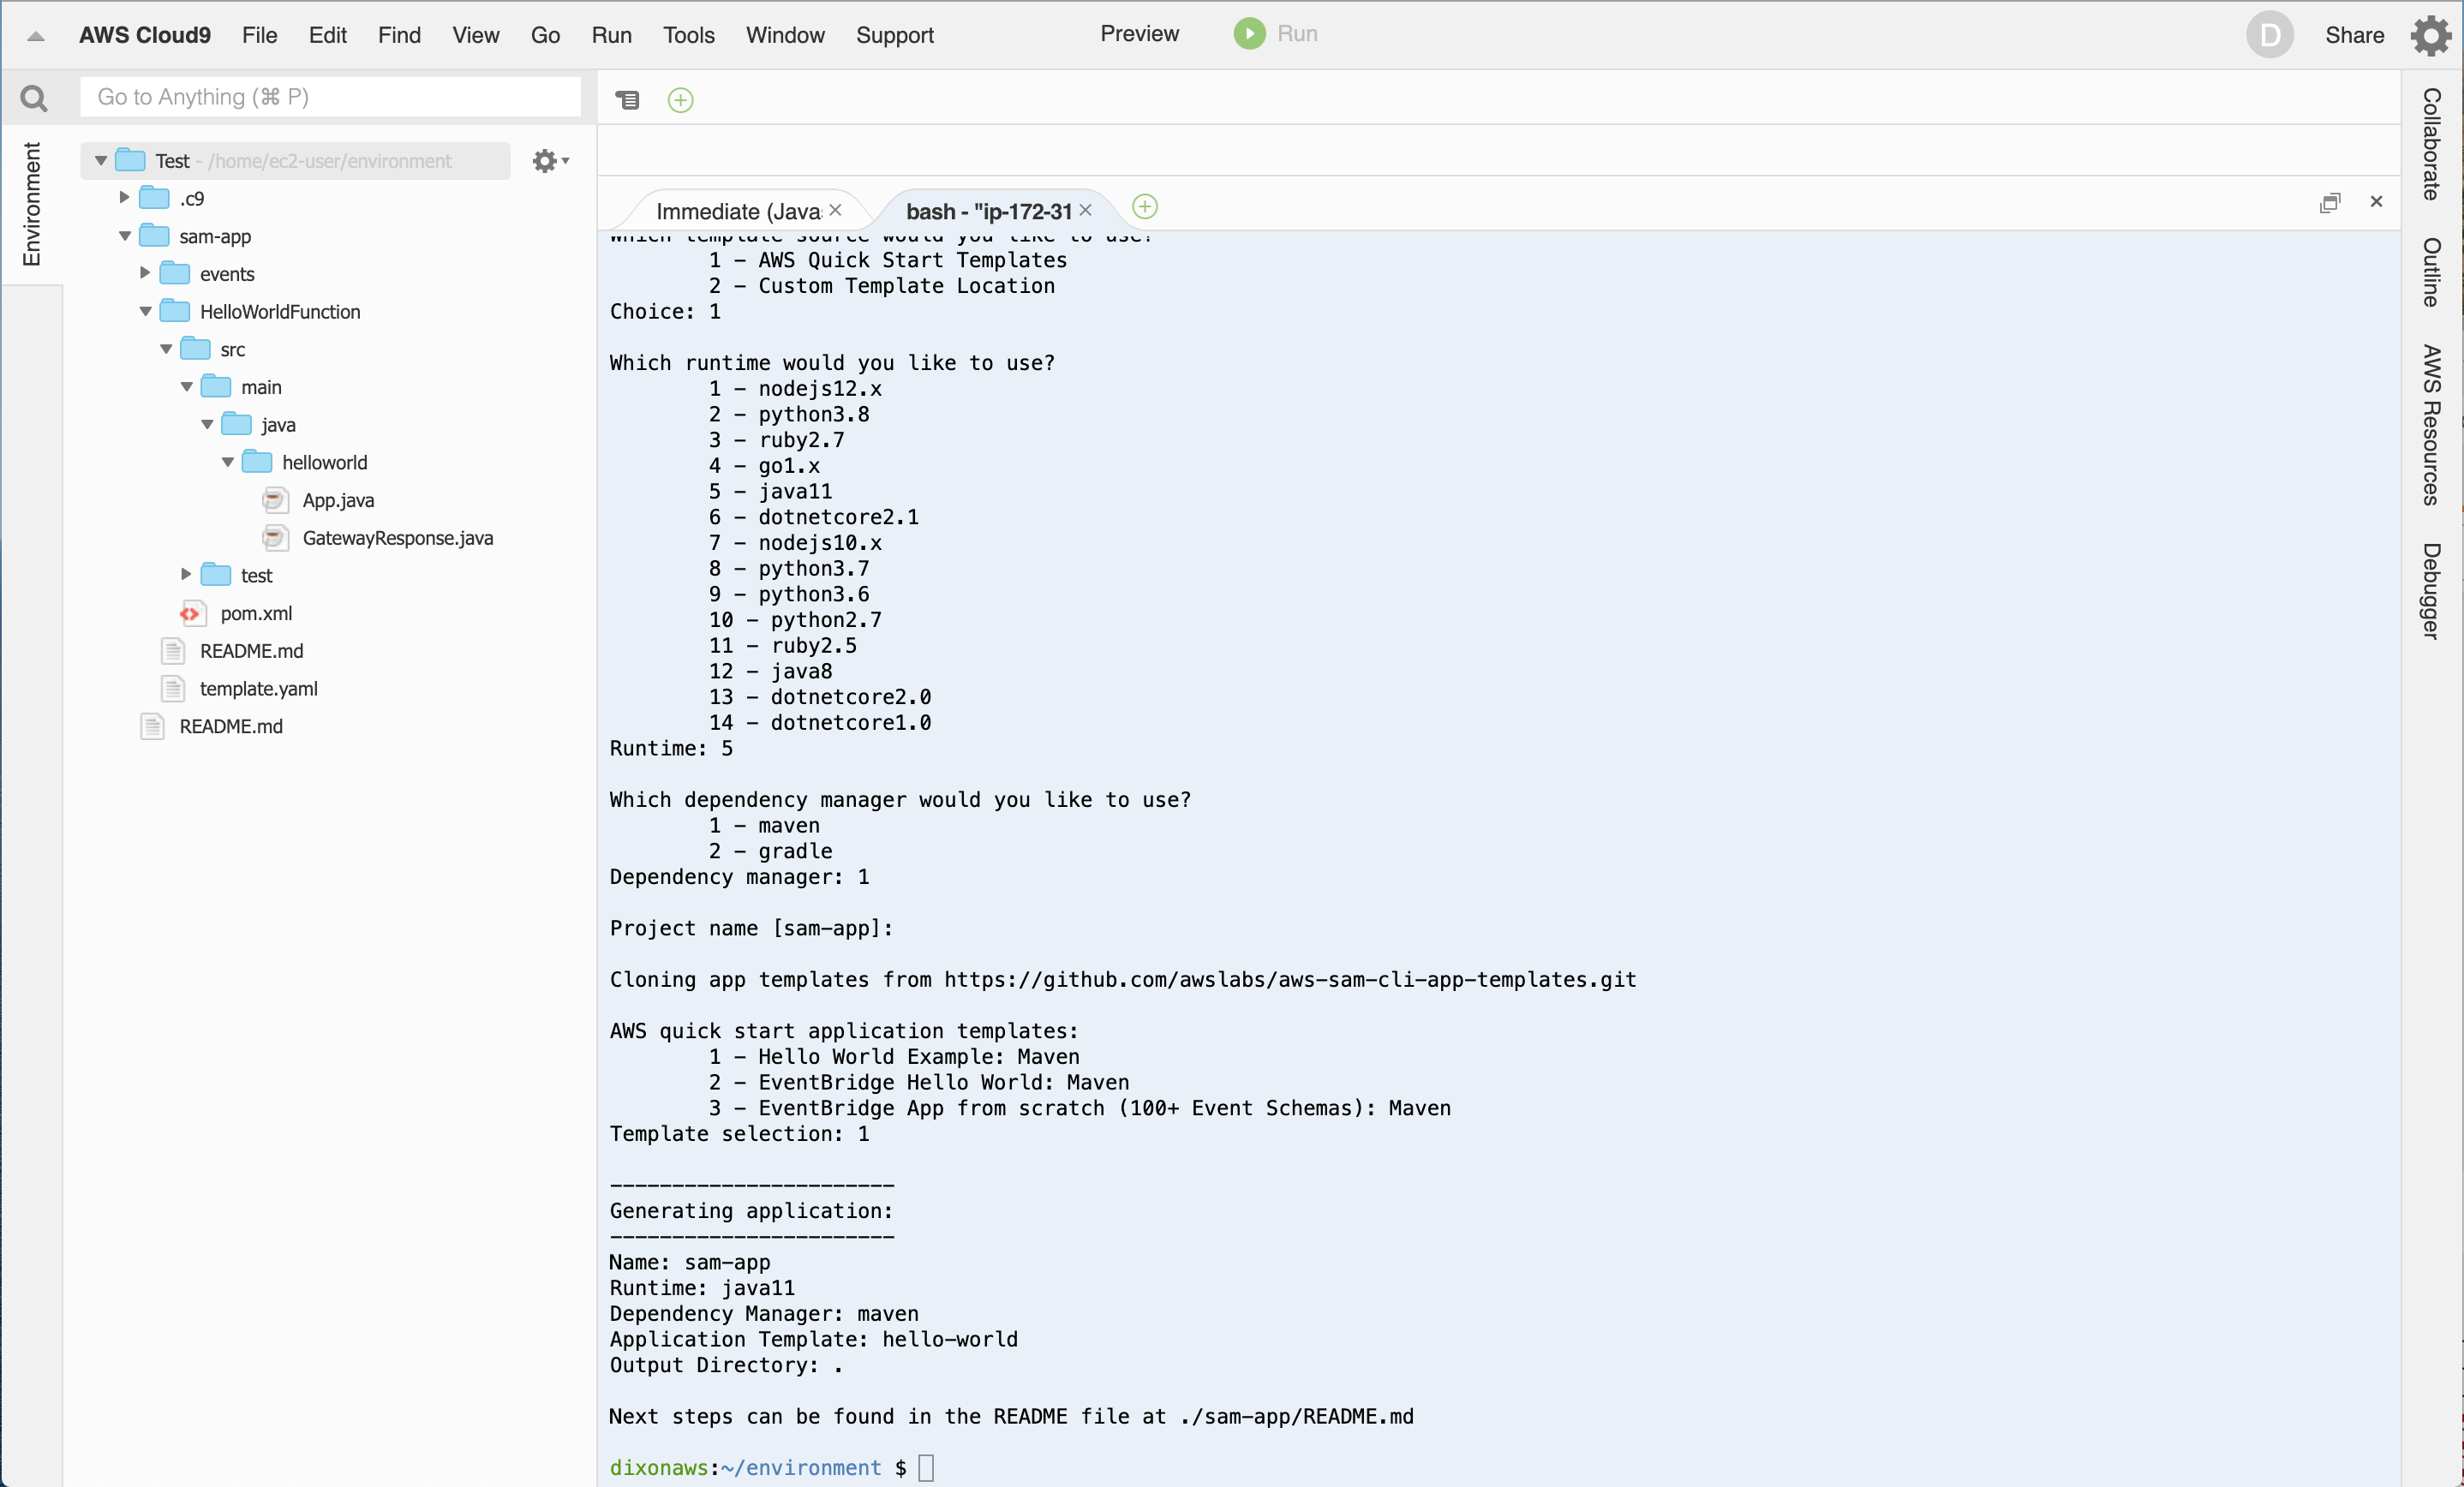 AWS Cloud9 File Edit Find View Go Run Tools Window Support Preview Run D Share
Go to Anything (⌘ P)
Environment
Test - /home/ec2-user/environment
.c9
sam-app
events
HelloWorldFunction
src
main
java
helloworld
App.java
GatewayResponse.java
test
pom.xml
README.md
template.yaml
README.md
Immediate (Java bash - "ip-172-31
Which template source would you like to use?
1 - AWS Quick Start Templates
2 - Custom Template Location
Choice: 1
Which runtime would you like to use?
1 - nodejs12.x
2 - python3.8
3 - ruby2.7
4 - go1.x
5 - java11
6 - dotnetcore2.1
7 - nodejs10.x
8 - python3.7
9 - python3.6
10 - python2.7
11 - ruby2.5
12 - java8
13 - dotnetcore2.0
14 - dotnetcore1.0
Runtime: 5
Which dependency manager would you like to use?
1 - maven
2 - gradle
Dependency manager: 1
Project name [sam-app]:
Cloning app templates from https://github.com/awslabs/aws-sam-cli-app-templates.git
AWS quick start application templates:
1 - Hello World Example: Maven
2 - EventBridge Hello World: Maven
3 - EventBridge App from scratch (100+ Event Schemas): Maven
Template selection: 1
-----------------------
Generating application:
-----------------------
Name: sam-app
Runtime: java11
Dependency Manager: maven
Application Template: hello-world
Output Directory: .
Next steps can be found in the README file at ./sam-app/README.md
dixonaws:~/environment $
Collaborate
Outline
AWS Resources
Debugger